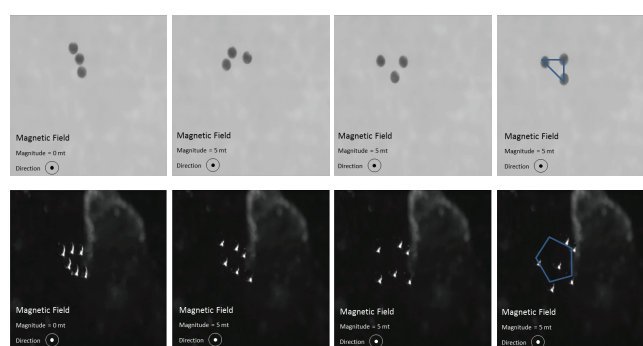 Magnetic Field
Magnitude = 0 mt
Direction
Magnetic Field
Magnitude = 5 mt
Direction
Magnetic Field
Magnitude = 5 mt
Direction
Magnetic Field
Magnitude = 5 mt
Direction
Magnetic Field
Magnitude = 0 mt
Direction
Magnetic Field
Magnitude = 5 mt
Direction
Magnetic Field
Magnitude = 5 mt
Direction
Magnetic Field
Magnitude = 5 mt
Direction